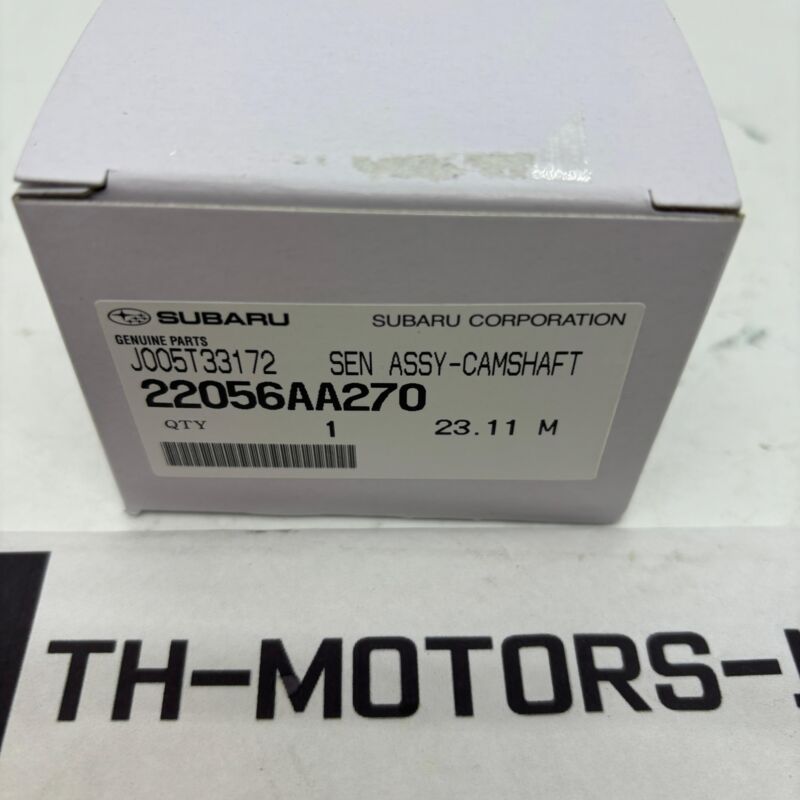 SUBARU SUBARU CORPORATION
GENUINE PARTS
J005T33172 SEN ASSY-CAMSHAFT
22056AA270
QTY 1 23.11 M
TH-MOTORS-